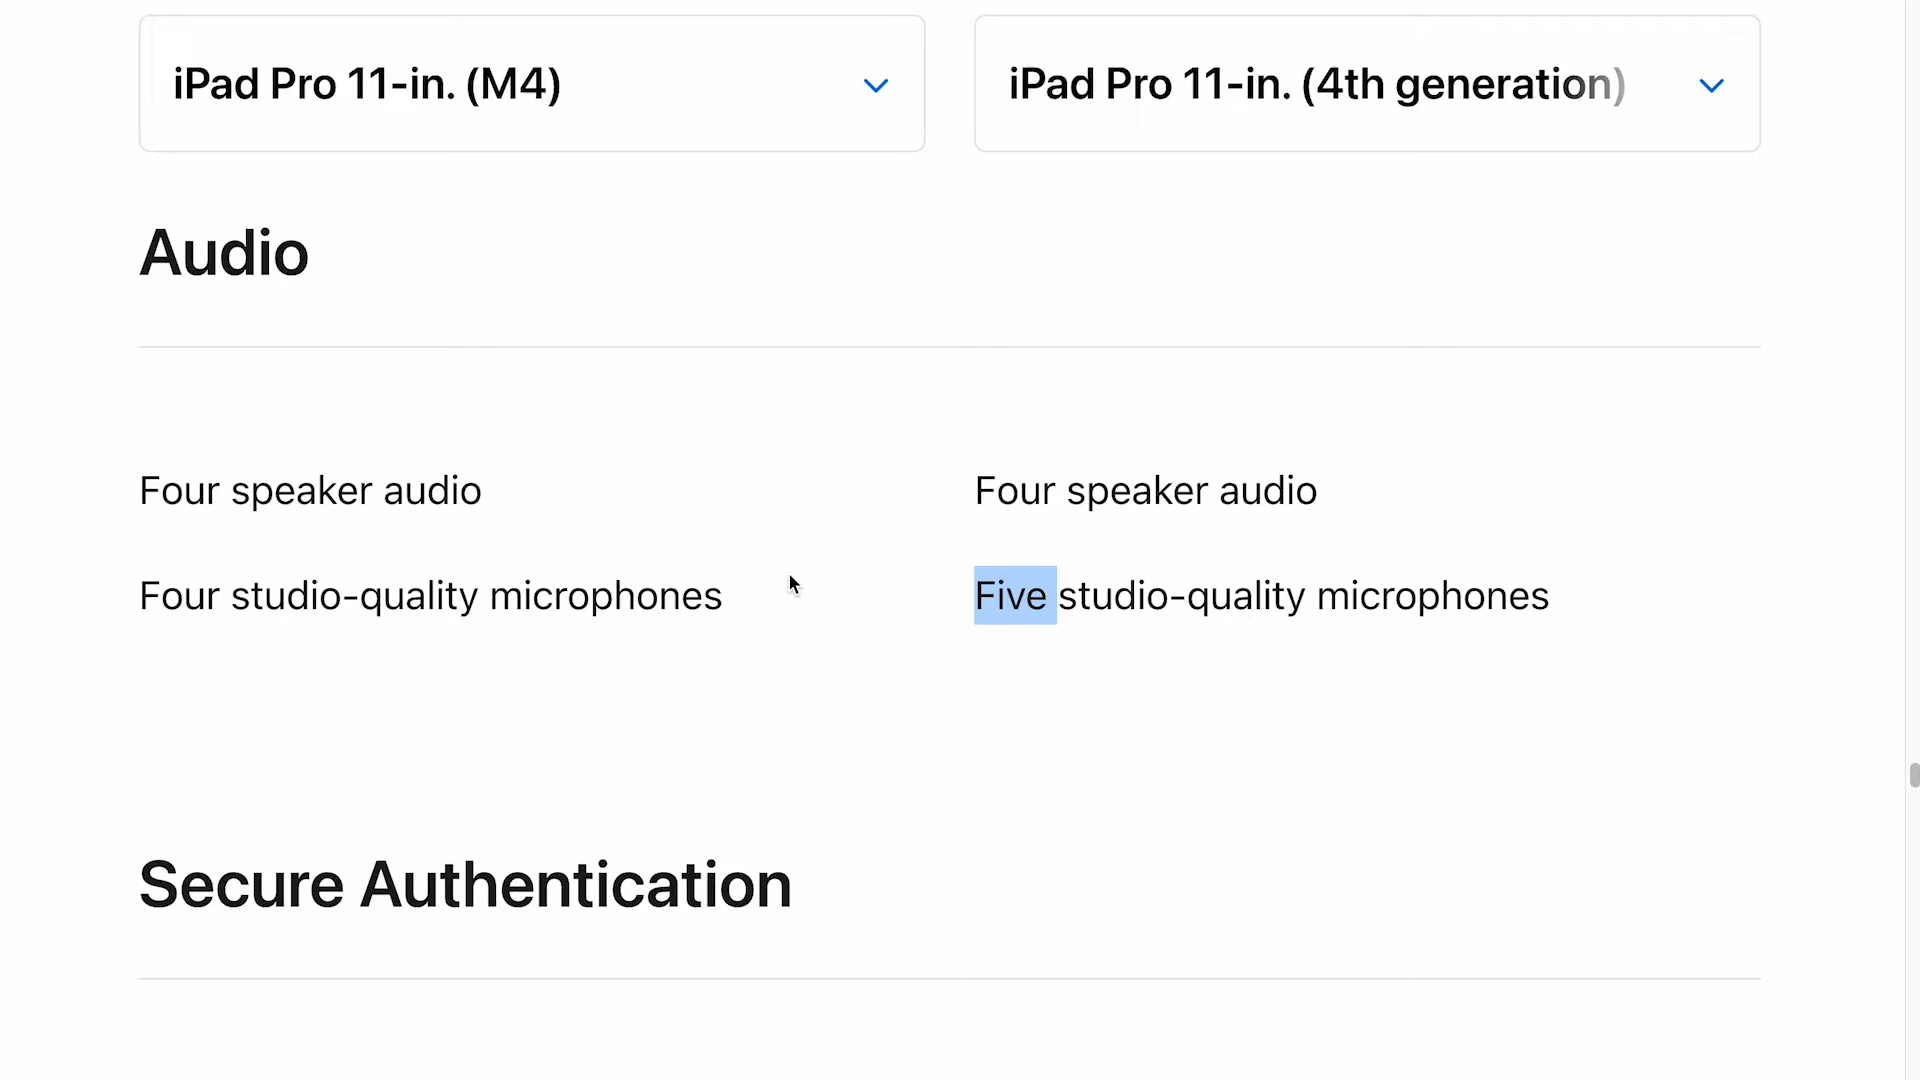 iPad Pro 11-in. (M4)
iPad Pro 11-in. (4th generation)
Audio
Four speaker audio
Four speaker audio
Four studio-quality microphones
Five studio-quality microphones
Secure Authentication